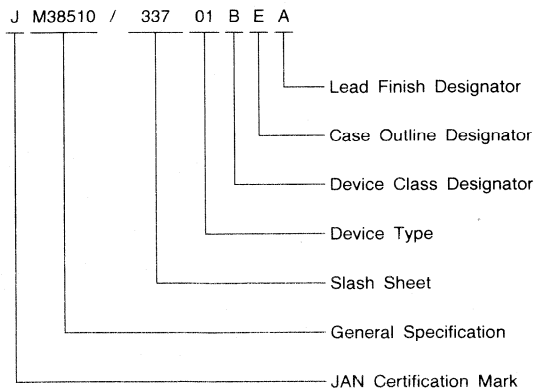 J M38510 / 337 01 B E A
Lead Finish Designator
Case Outline Designator
Device Class Designator
Device Type
Slash Sheet
General Specification
JAN Certification Mark